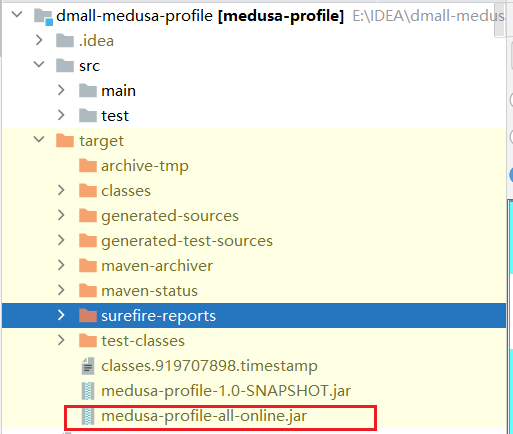 dmall-medusa-profile [medusa-profile] E:\IDEA\dmall-medus
.idea
src
main
test
target
archive-tmp
classes
generated-sources
generated-test-sources
maven-archiver
maven-status
surefire-reports
test-classes
classes.919707898.timestamp
medusa-profile-1.0-SNAPSHOT.jar
medusa-profile-all-online.jar